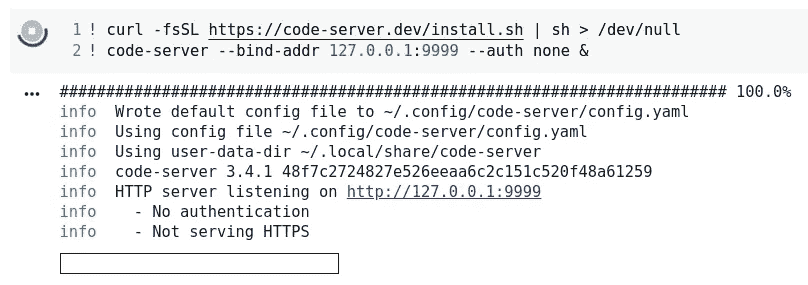 1 ! curl -fsSL https://code-server.dev/install.sh | sh > /dev/null
2 ! code-server --bind-addr 127.0.0.1:9999 --auth none &
######################################################################## 100.0%
info  Wrote default config file to ~/.config/code-server/config.yaml
info  Using config file ~/.config/code-server/config.yaml
info  Using user-data-dir ~/.local/share/code-server
info  code-server 3.4.1 48f7c2724827e526eeaa6c2c151c520f48a61259
info  HTTP server listening on http://127.0.0.1:9999
info    - No authentication
info    - Not serving HTTPS